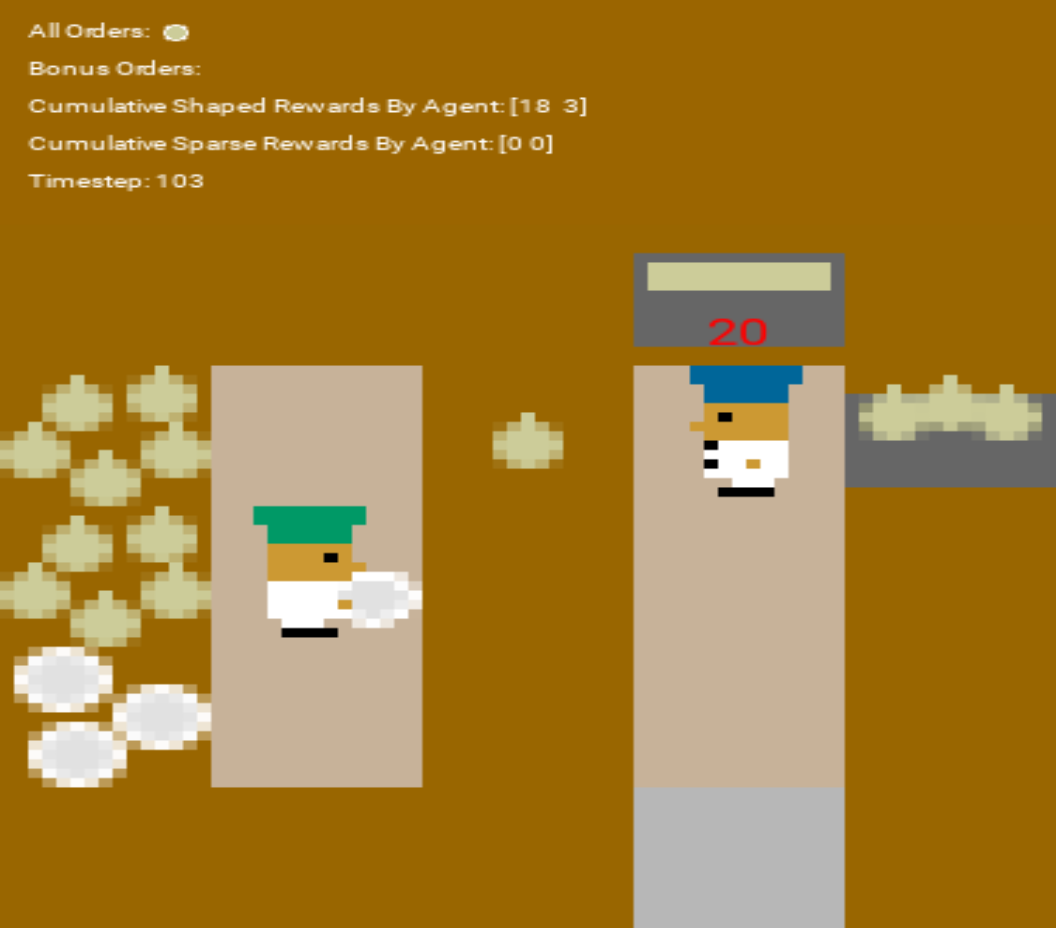 All Orders:
Bonus Orders:
Cumulative Shaped Rewards By Agent: [18 3]
Cumulative Sparse Rewards By Agent: [0 0]
Timestep: 103
20